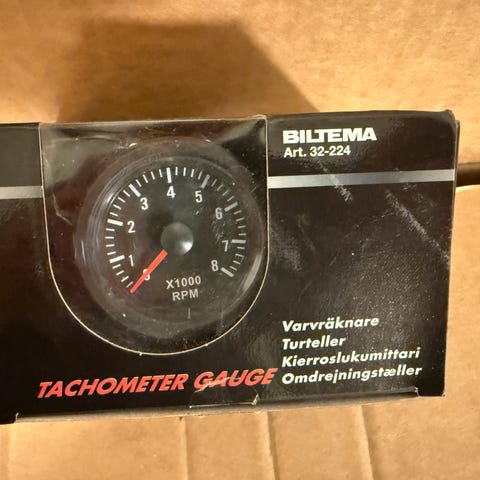 BILTEMA
Art. 32-224
0
1
2
3
4
5
6
7
8
X1000
RPM
Varvräknare
Turteller
Kierroslukumittari
Omdrejningstæller
TACHOMETER GAUGE